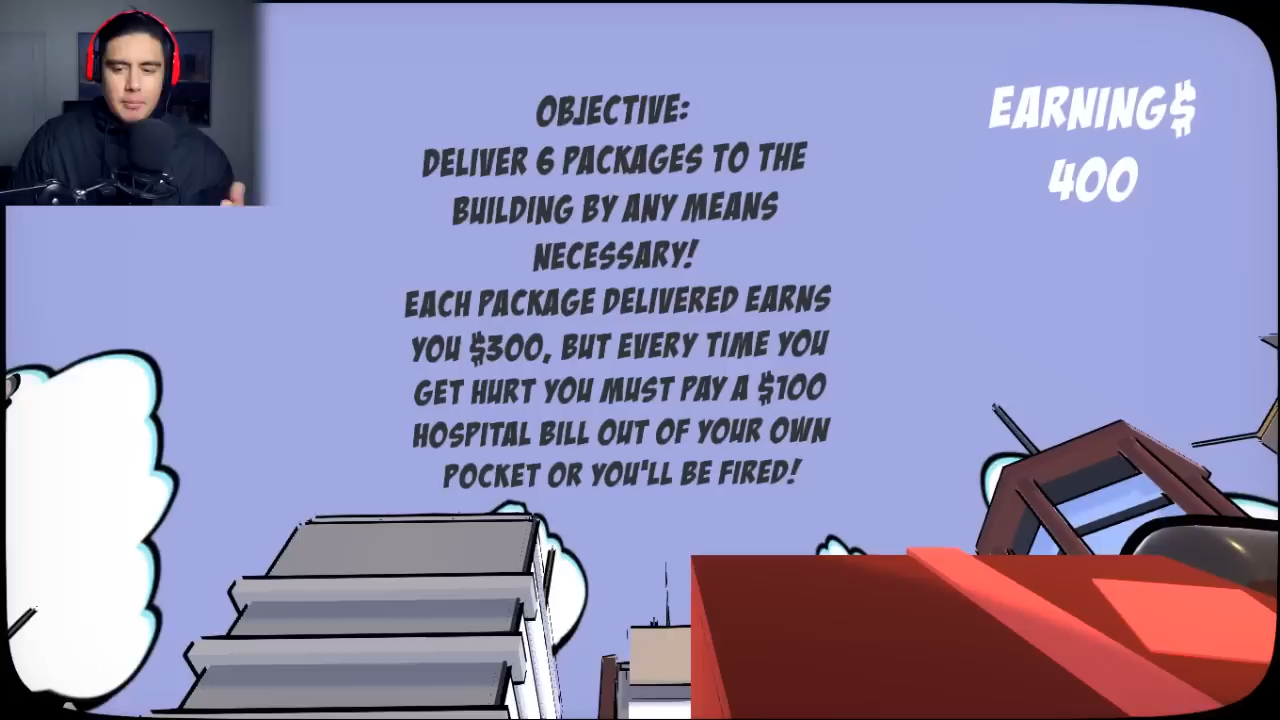 OBJECTIVE:
DELIVER 6 PACKAGES TO THE
BUILDING BY ANY MEANS
NECESSARY!
EACH PACKAGE DELIVERED EARNS
YOU $300, BUT EVERY TIME YOU
GET HURT YOU MUST PAY A $100
HOSPITAL BILL OUT OF YOUR OWN
POCKET OR YOU'LL BE FIRED!
EARNING$
400